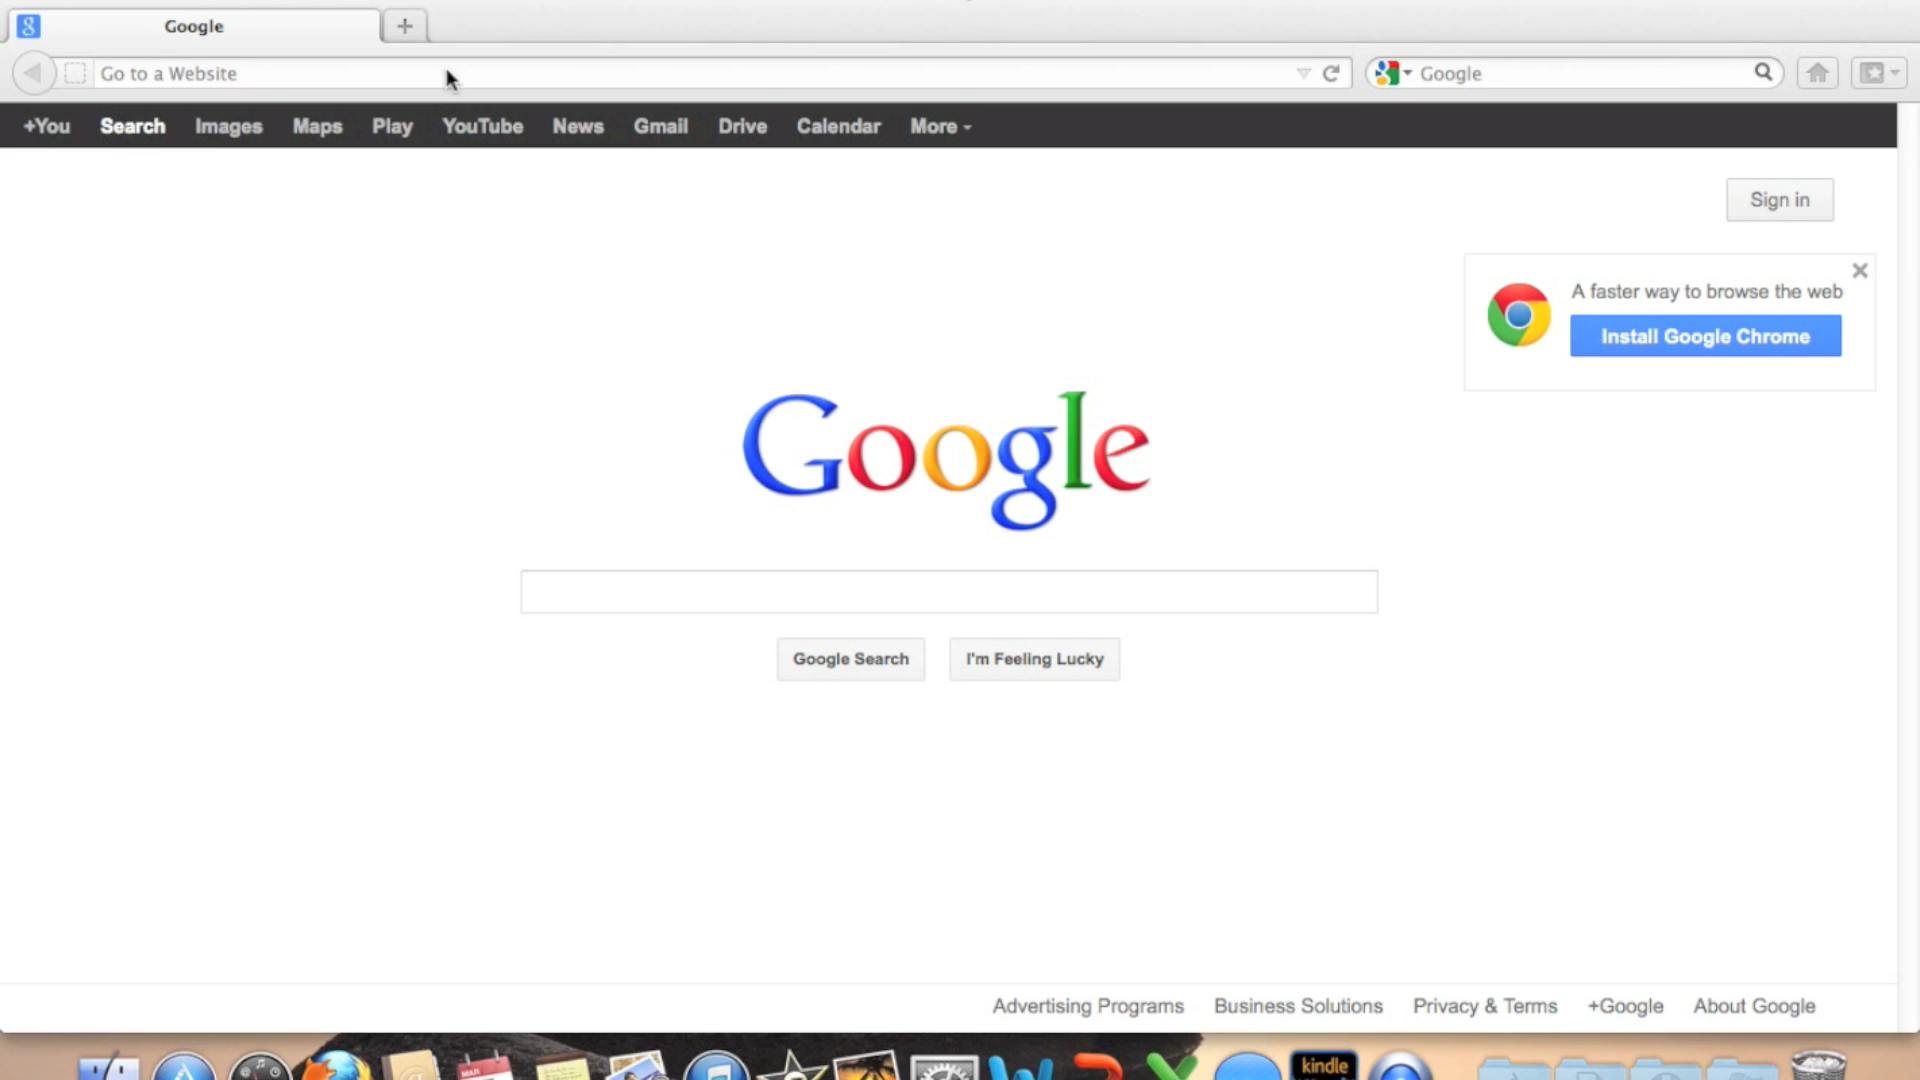 Google
Go to a Website
Google
+You Search Images Maps Play YouTube News Gmail Drive Calendar More
Sign in
A faster way to browse the web
Install Google Chrome
Google
Google Search I'm Feeling Lucky
Advertising Programs Business Solutions Privacy & Terms +Google About Google
MAR
kindle